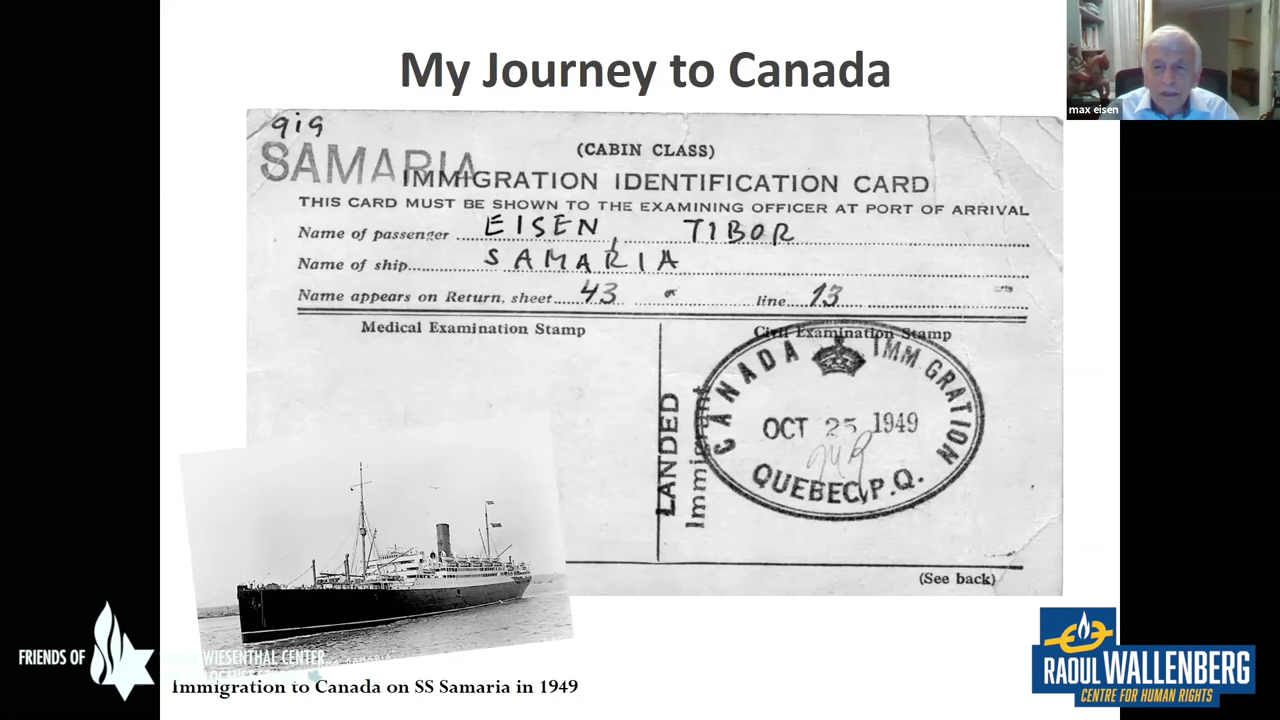 My Journey to Canada
max eisen
gig
SAMARIA
(CABIN CLASS)
IMMIGRATION IDENTIFICATION CARD
THIS CARD MUST BE SHOWN TO THE EXAMINING OFFICER AT PORT OF ARRIVAL
Name of passenger EISEN, TIBOR
Name of ship SAMARIA
Name appears on Return, sheet 43 line 13
Medical Examination Stamp
Civil Examination Stamp
LANDED
Immigrant
CANADA IMMIGRATION
OCT 25 1949
QUEBEC, P.Q.
(See back)
FRIENDS OF
WIESENTHAL CENTER
Immigration to Canada on SS Samaria in 1949
RAOUL WALLENBERG
CENTRE FOR HUMAN RIGHTS